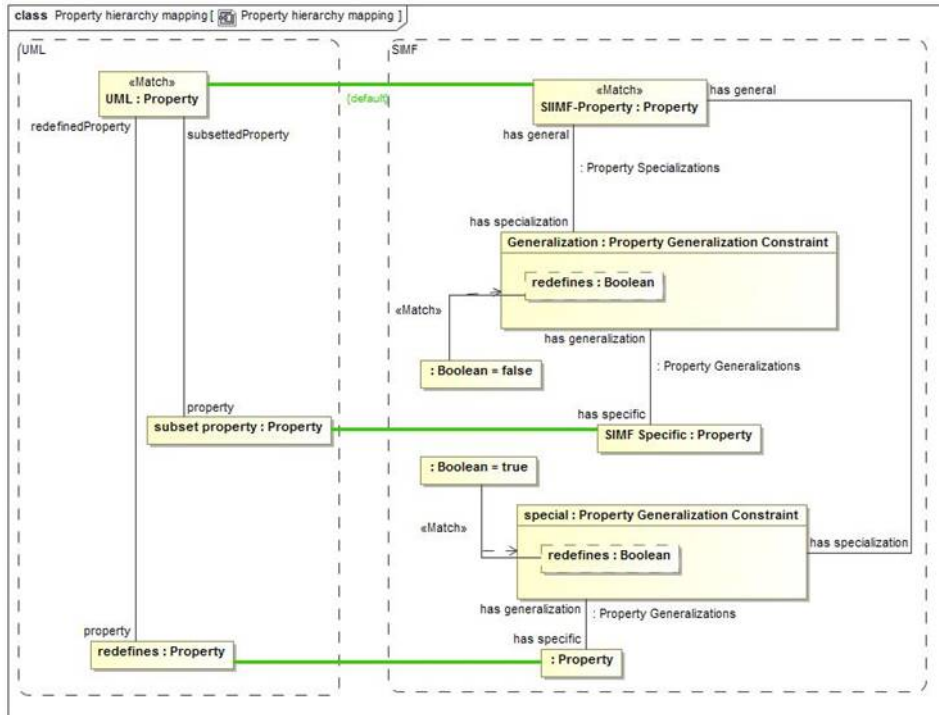 class Property hierarchy mapping [ Property hierarchy mapping ]
UML
SIMF
«Match»
UML : Property
{default}
«Match»
SIIMF-Property : Property
has general
redefinedProperty
subsettedProperty
has general
: Property Specializations
has specialization
Generalization : Property Generalization Constraint
redefines : Boolean
«Match»
has generalization
: Property Generalizations
: Boolean = false
property
subset property : Property
has specific
SIMF Specific : Property
: Boolean = true
«Match»
special : Property Generalization Constraint
redefines : Boolean
has specialization
has generalization
: Property Generalizations
property
redefines : Property
has specific
: Property